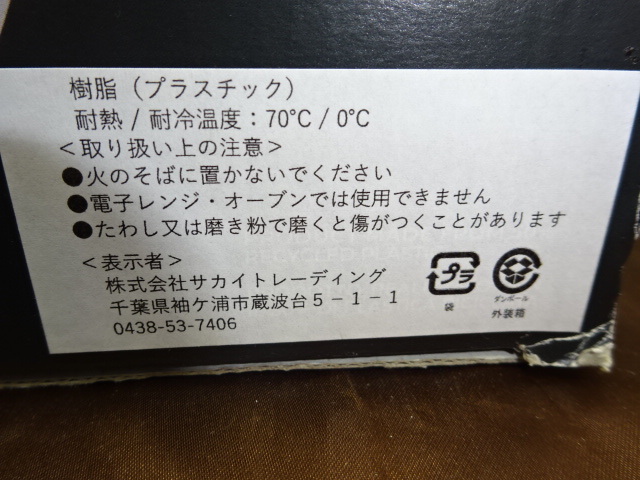 樹脂（プラスチック）
耐熱 / 耐冷温度：70°C / 0°C
＜取り扱い上の注意＞
●火のそばに置かないでください
●電子レンジ・オーブンでは使用できません
●たわし又は磨き粉で磨くと傷がつくことがあります
＜表示者＞
株式会社サカイトレーディング
千葉県袖ケ浦市蔵波台５－１－１
0438-53-7406
プラ
袋
ダンボール
外装箱